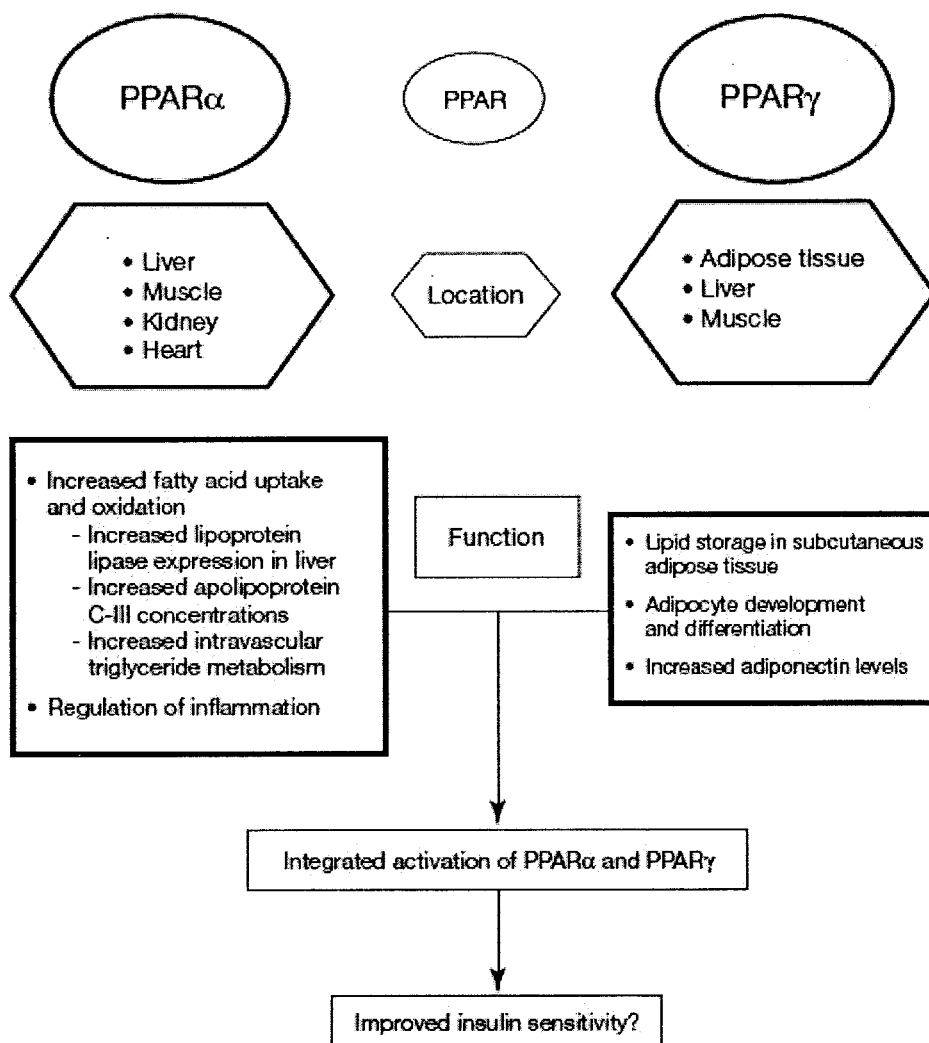 PPARα
PPAR
PPARγ
• Liver
• Muscle
• Kidney
• Heart
Location
• Adipose tissue
• Liver
• Muscle
• Increased fatty acid uptake
and oxidation
- Increased lipoprotein
lipase expression in liver
- Increased apolipoprotein
C-III concentrations
- Increased intravascular
triglyceride metabolism
• Regulation of inflammation
Function
• Lipid storage in subcutaneous
adipose tissue
• Adipocyte development
and differentiation
• Increased adiponectin levels
Integrated activation of PPARα and PPARγ
Improved insulin sensitivity?